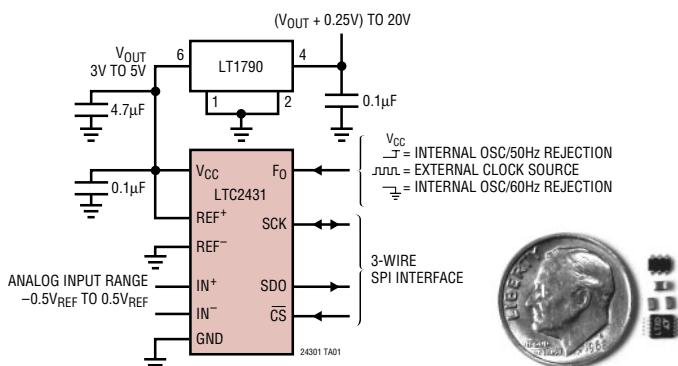 (VOUT + 0.25V) TO 20V
VOUT
3V TO 5V
6
LT1790
4
1
2
4.7µF
0.1µF
0.1µF
VCC
FO
LTC2431
REF+
SCK
REF–
ANALOG INPUT RANGE
–0.5VREF TO 0.5VREF
IN+
SDO
IN–
CS
GND
VCC
= INTERNAL OSC/50Hz REJECTION
= EXTERNAL CLOCK SOURCE
= INTERNAL OSC/60Hz REJECTION
3-WIRE
SPI INTERFACE
24301 TA01
LIBERTY